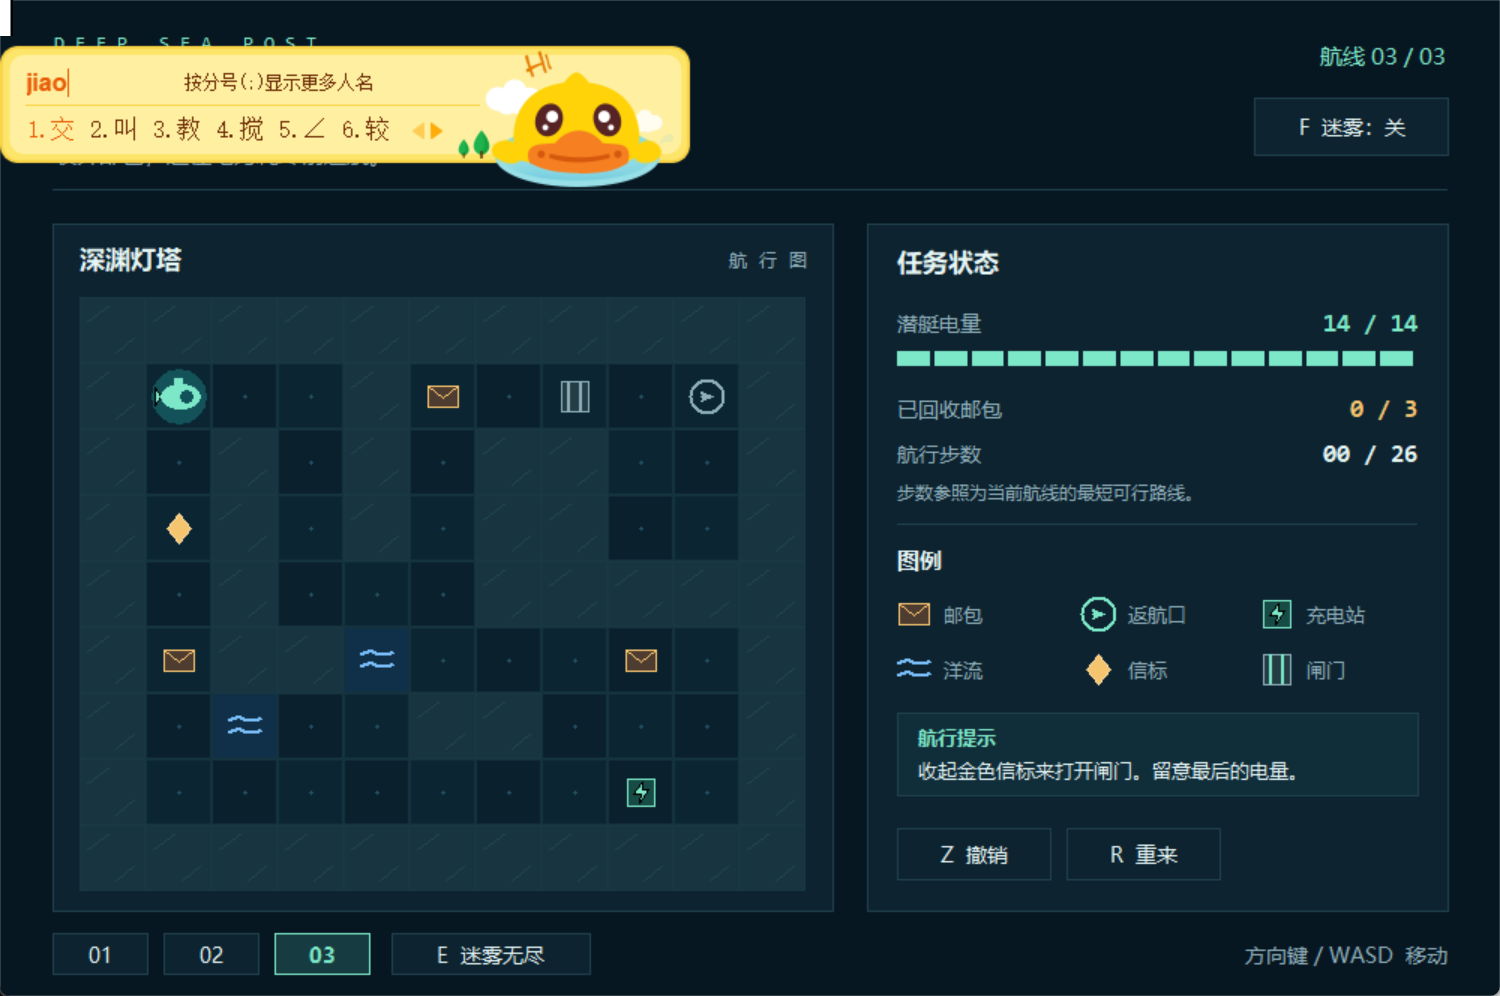 DEEP SEA POST
航线 03 / 03
jiao 按分号(;)显示更多人名
1.交 2.叫 3.教 4.搅 5.∠ 6.较
Hi
F 迷雾：关
深渊灯塔
航 行 图
任务状态
潜艇电量 14 / 14
已回收邮包 0 / 3
航行步数 00 / 26
步数参照为当前航线的最短可行路线。
图例
邮包 返航口 充电站
洋流 信标 闸门
航行提示
收起金色信标来打开闸门。留意最后的电量。
Z 撤销 R 重来
01 02 03 E 迷雾无尽
方向键 / WASD 移动